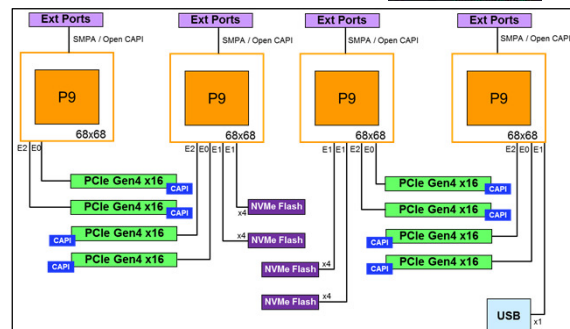 Ext Ports
Ext Ports
Ext Ports
Ext Ports
SMPA / Open CAPI
SMPA / Open CAPI
SMPA / Open CAPI
SMPA / Open CAPI
P9
P9
P9
P9
68x68
68x68
68x68
68x68
E2 E0
E2 E0 E1 E1
E1 E1 E2 E0
E2 E0 E1
PCIe Gen4 x16
CAPI
PCIe Gen4 x16
CAPI
PCIe Gen4 x16
CAPI
PCIe Gen4 x16
CAPI
x4
NVMe Flash
x4
NVMe Flash
x4
NVMe Flash
x4
NVMe Flash
PCIe Gen4 x16
CAPI
PCIe Gen4 x16
CAPI
PCIe Gen4 x16
CAPI
PCIe Gen4 x16
CAPI
USB
x1